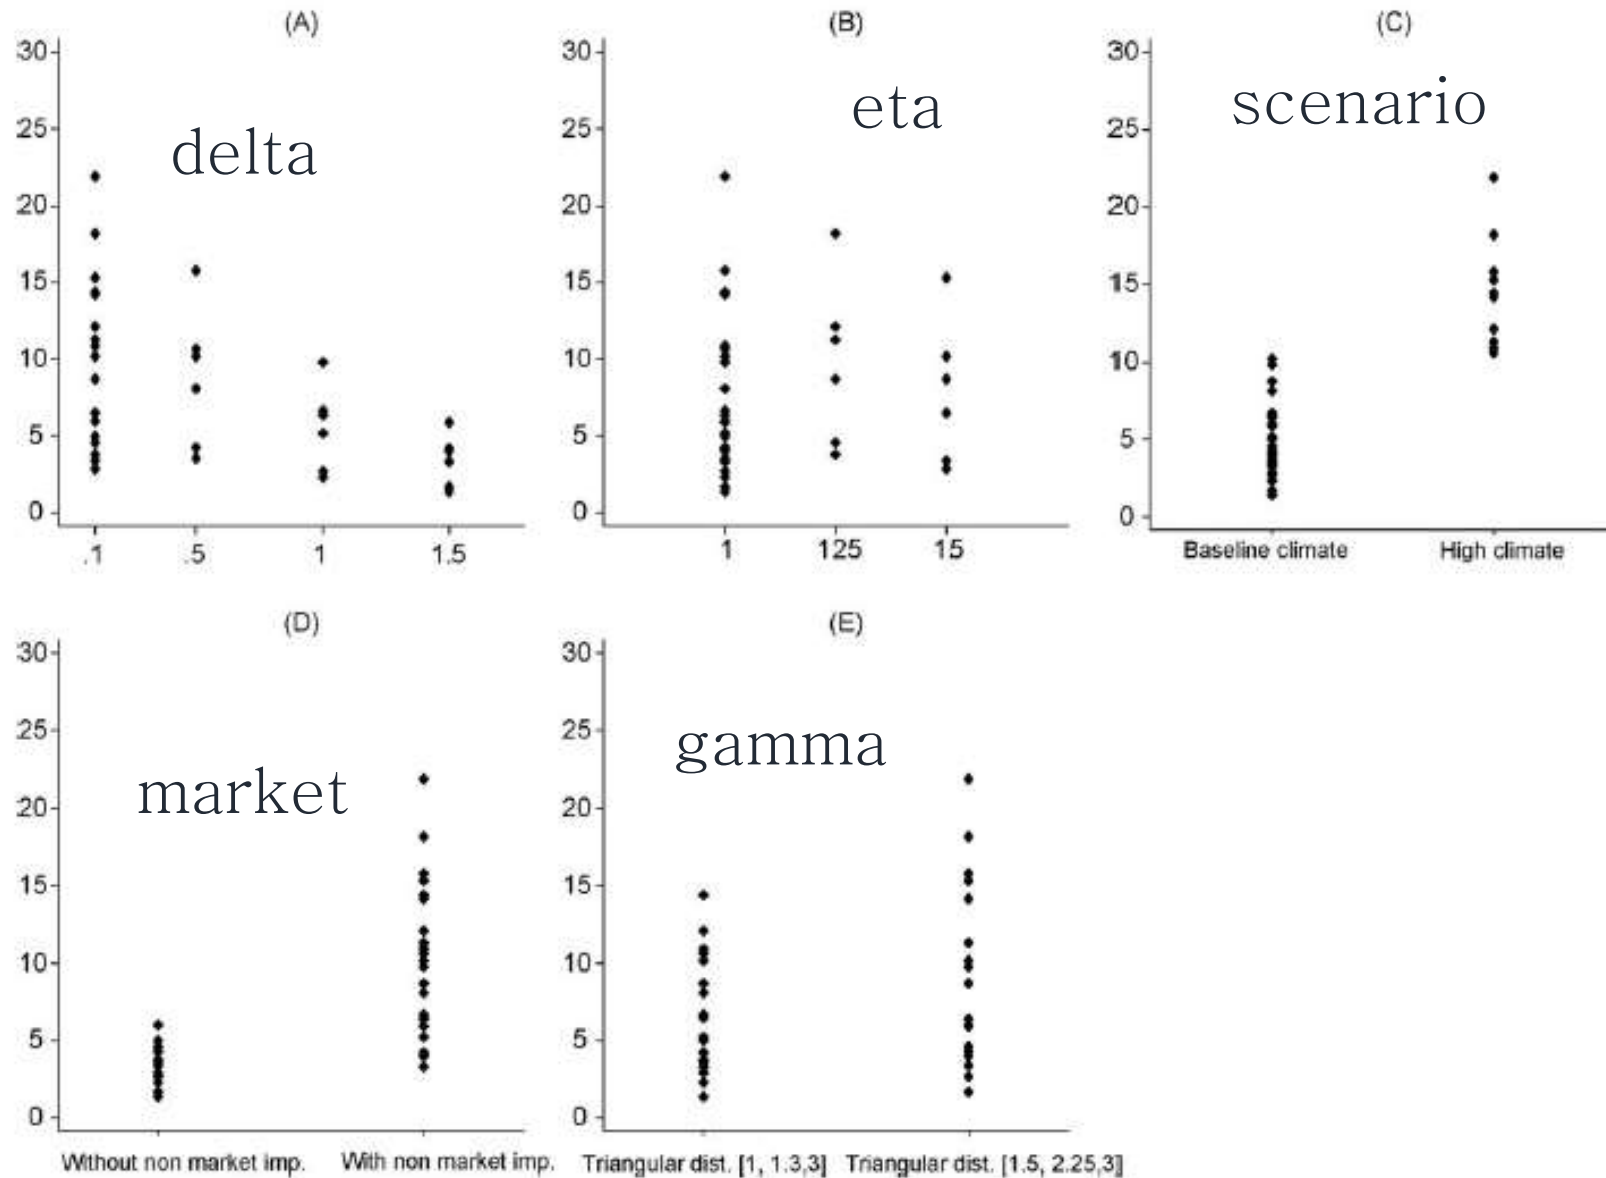 (A)
30
25
20
15
10
5
0
delta
.1 .5 1 1.5
(B)
30
25
20
15
10
5
0
eta
1 125 15
(C)
30
25
20
15
10
5
0
scenario
Baseline climate High climate
(D)
30
25
20
15
10
5
0
market
Without non market imp. With non market imp.
(E)
30
25
20
15
10
5
0
gamma
Triangular dist. [1, 1.3,3] Triangular dist. [1.5, 2.25,3]